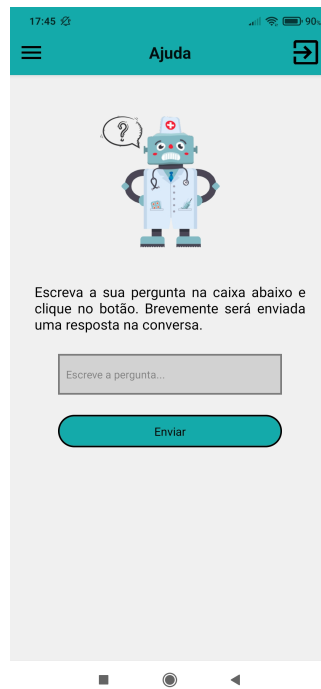 17:45
90%
Ajuda
?
Escreva a sua pergunta na caixa abaixo e
clique no botão. Brevemente será enviada
uma resposta na conversa.
Escreve a pergunta...
Enviar